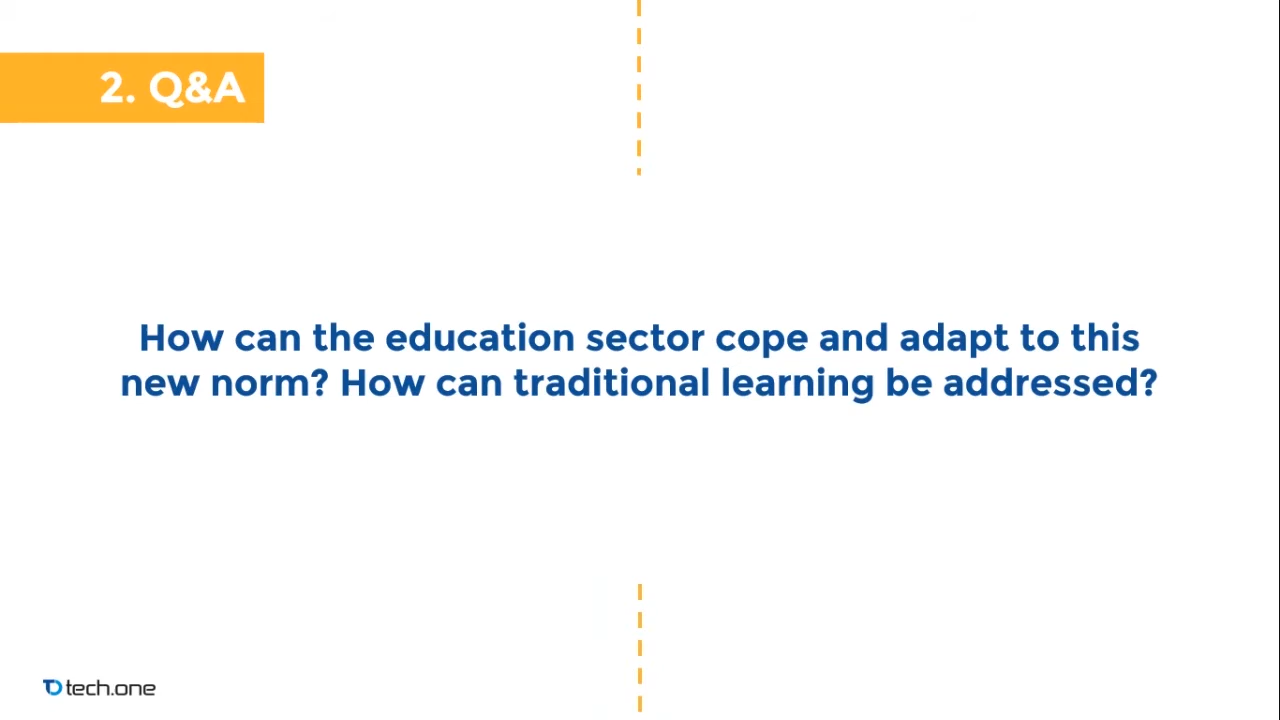 2. Q&A
How can the education sector cope and adapt to this
new norm? How can traditional learning be addressed?
tech.one